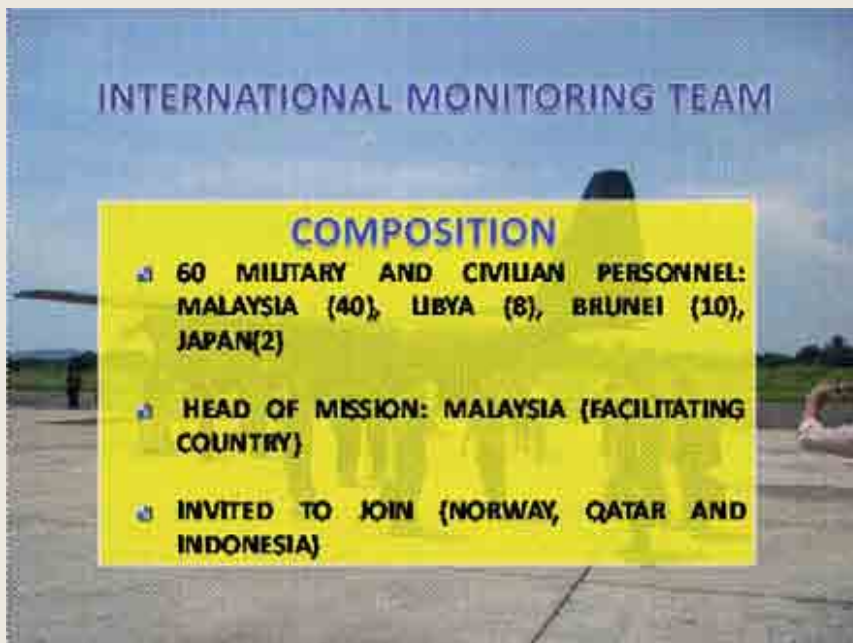 INTERNATIONAL MONITORING TEAM
COMPOSITION
60 MILITARY AND CIVILIAN PERSONNEL:
MALAYSIA (40), LIBYA (8), BRUNEI (10),
JAPAN(2)
HEAD OF MISSION: MALAYSIA (FACILITATING
COUNTRY)
INVITED TO JOIN (NORWAY, QATAR AND
INDONESIA)